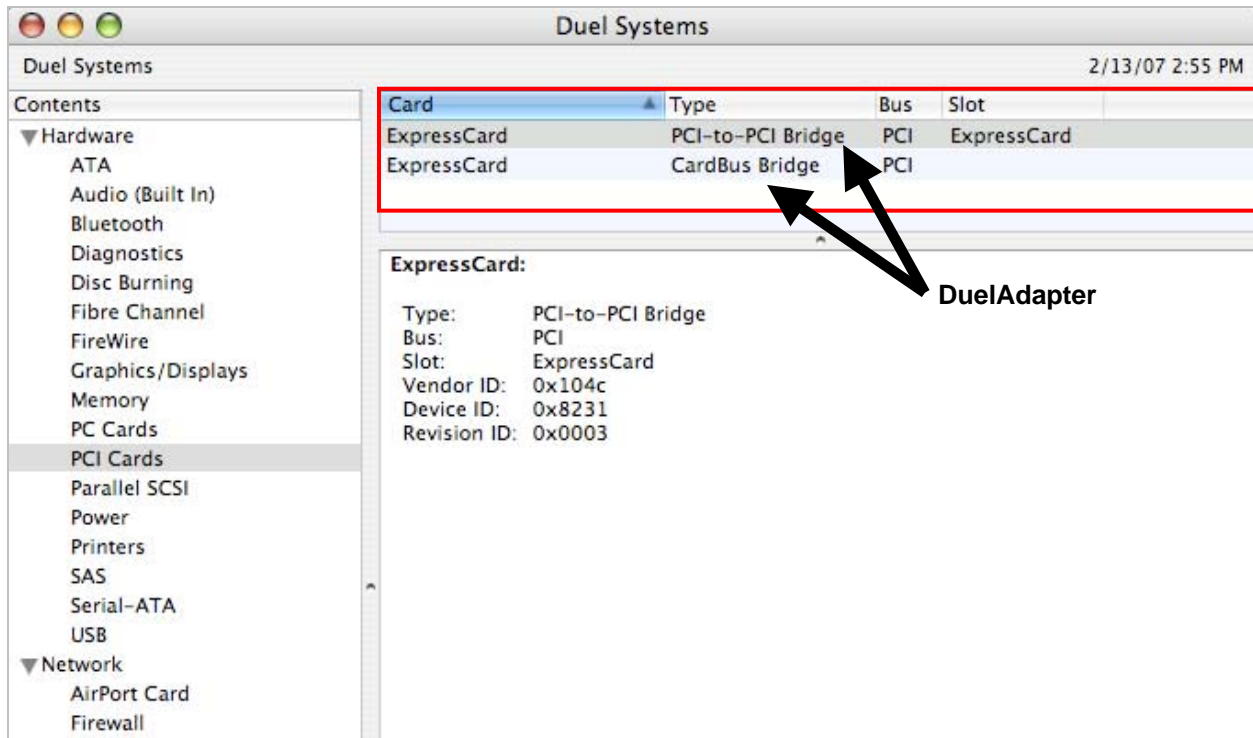 Duel Systems
Duel Systems 2/13/07 2:55 PM
Contents
Hardware
ATA
Audio (Built In)
Bluetooth
Diagnostics
Disc Burning
Fibre Channel
FireWire
Graphics/Displays
Memory
PC Cards
PCI Cards
Parallel SCSI
Power
Printers
SAS
Serial-ATA
USB
Network
AirPort Card
Firewall
Card Type Bus Slot
ExpressCard PCI-to-PCI Bridge PCI ExpressCard
ExpressCard CardBus Bridge PCI
DuelAdapter
ExpressCard:
Type: PCI-to-PCI Bridge
Bus: PCI
Slot: ExpressCard
Vendor ID: 0x104c
Device ID: 0x8231
Revision ID: 0x0003